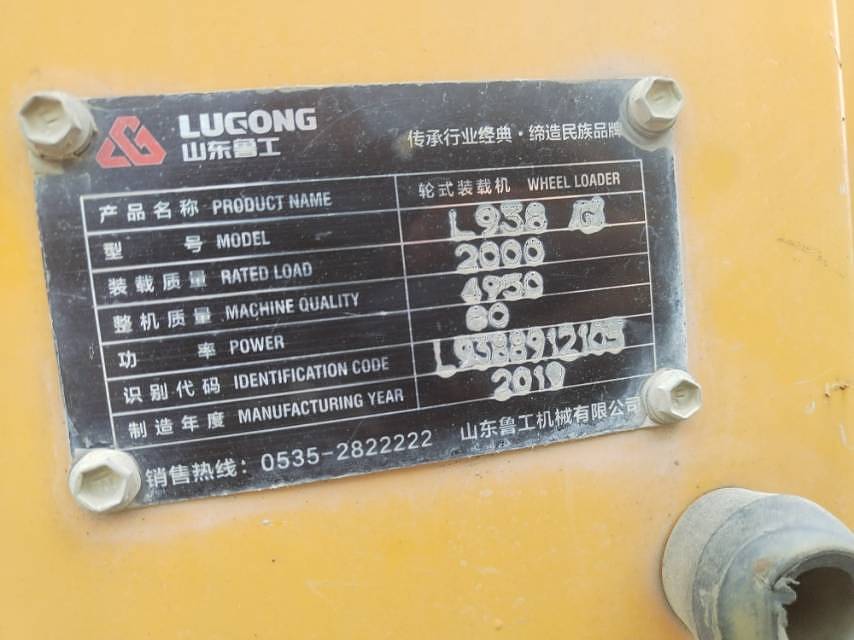 LUGONG
山东鲁工
传承行业经典·缔造民族品牌
产品名称 PRODUCT NAME 轮式装载机 WHEEL LOADER
型 号 MODEL L938 G
装载质量 RATED LOAD 2000
整机质量 MACHINE QUALITY 4950
功 率 POWER 60
识别代码 IDENTIFICATION CODE L9388912165
制造年度 MANUFACTURING YEAR 2019
销售热线：0535-2822222 山东鲁工机械有限公司